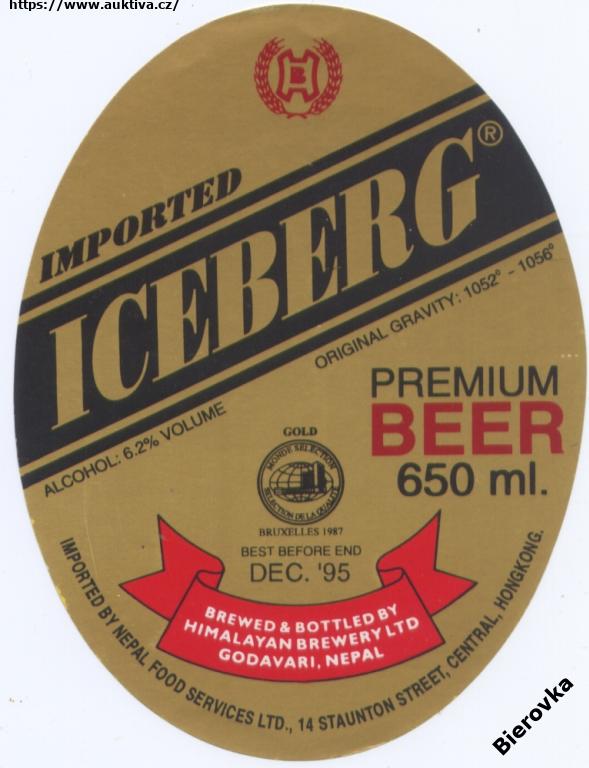 https://www.auktiva.cz/
HB
IMPORTED
ICEBERG®
ORIGINAL GRAVITY: 1052° - 1056°
ALCOHOL: 6.2% VOLUME
PREMIUM
BEER
650 ml.
GOLD
MONDE SELECTION
SELECTION DE LA QUALITE
BRUXELLES 1987
BEST BEFORE END
DEC. '95
BREWED & BOTTLED BY
HIMALAYAN BREWERY LTD
GODAVARI, NEPAL
IMPORTED BY NEPAL FOOD SERVICES LTD., 14 STAUNTON STREET, CENTRAL, HONGKONG.
Bierovka